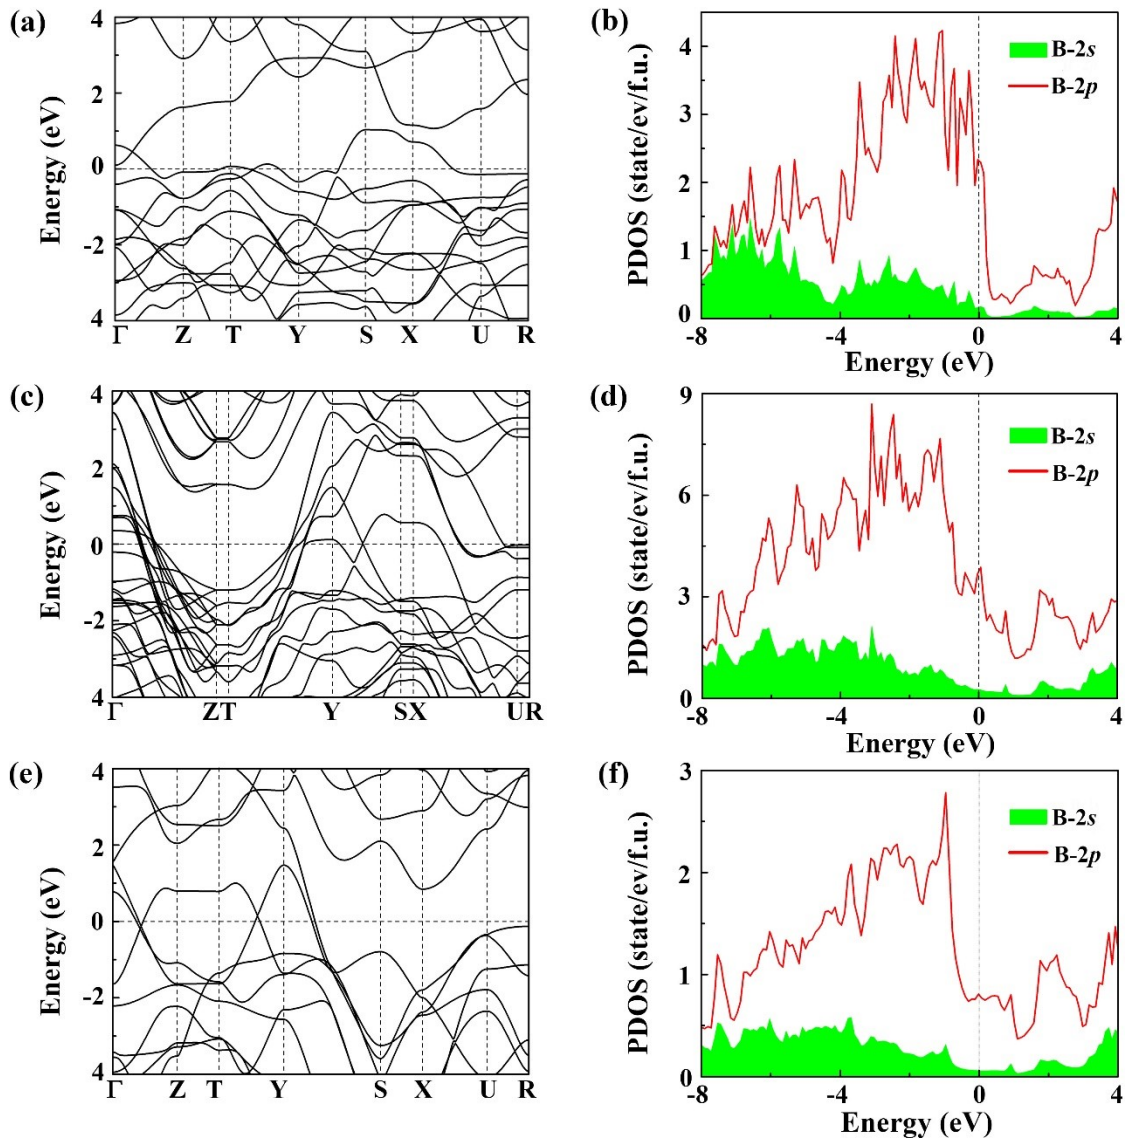 (a)
4
2
0
-2
4
Energy (eV)
Γ Z T Y S X U R
(b)
4
3
2
1
0
PDOS (state/ev/f.u.)
B-2s
B-2p
-8 -4 0 4
Energy (eV)
(c)
4
2
0
-2
4
Energy (eV)
Γ ZT Y SX UR
(d)
9
6
3
0
PDOS (state/ev/f.u.)
B-2s
B-2p
-8 -4 0 4
Energy (eV)
(e)
4
2
0
-2
4
Energy (eV)
Γ Z T Y S X U R
(f)
3
2
1
0
PDOS (state/ev/f.u.)
B-2s
B-2p
-8 -4 0 4
Energy (eV)